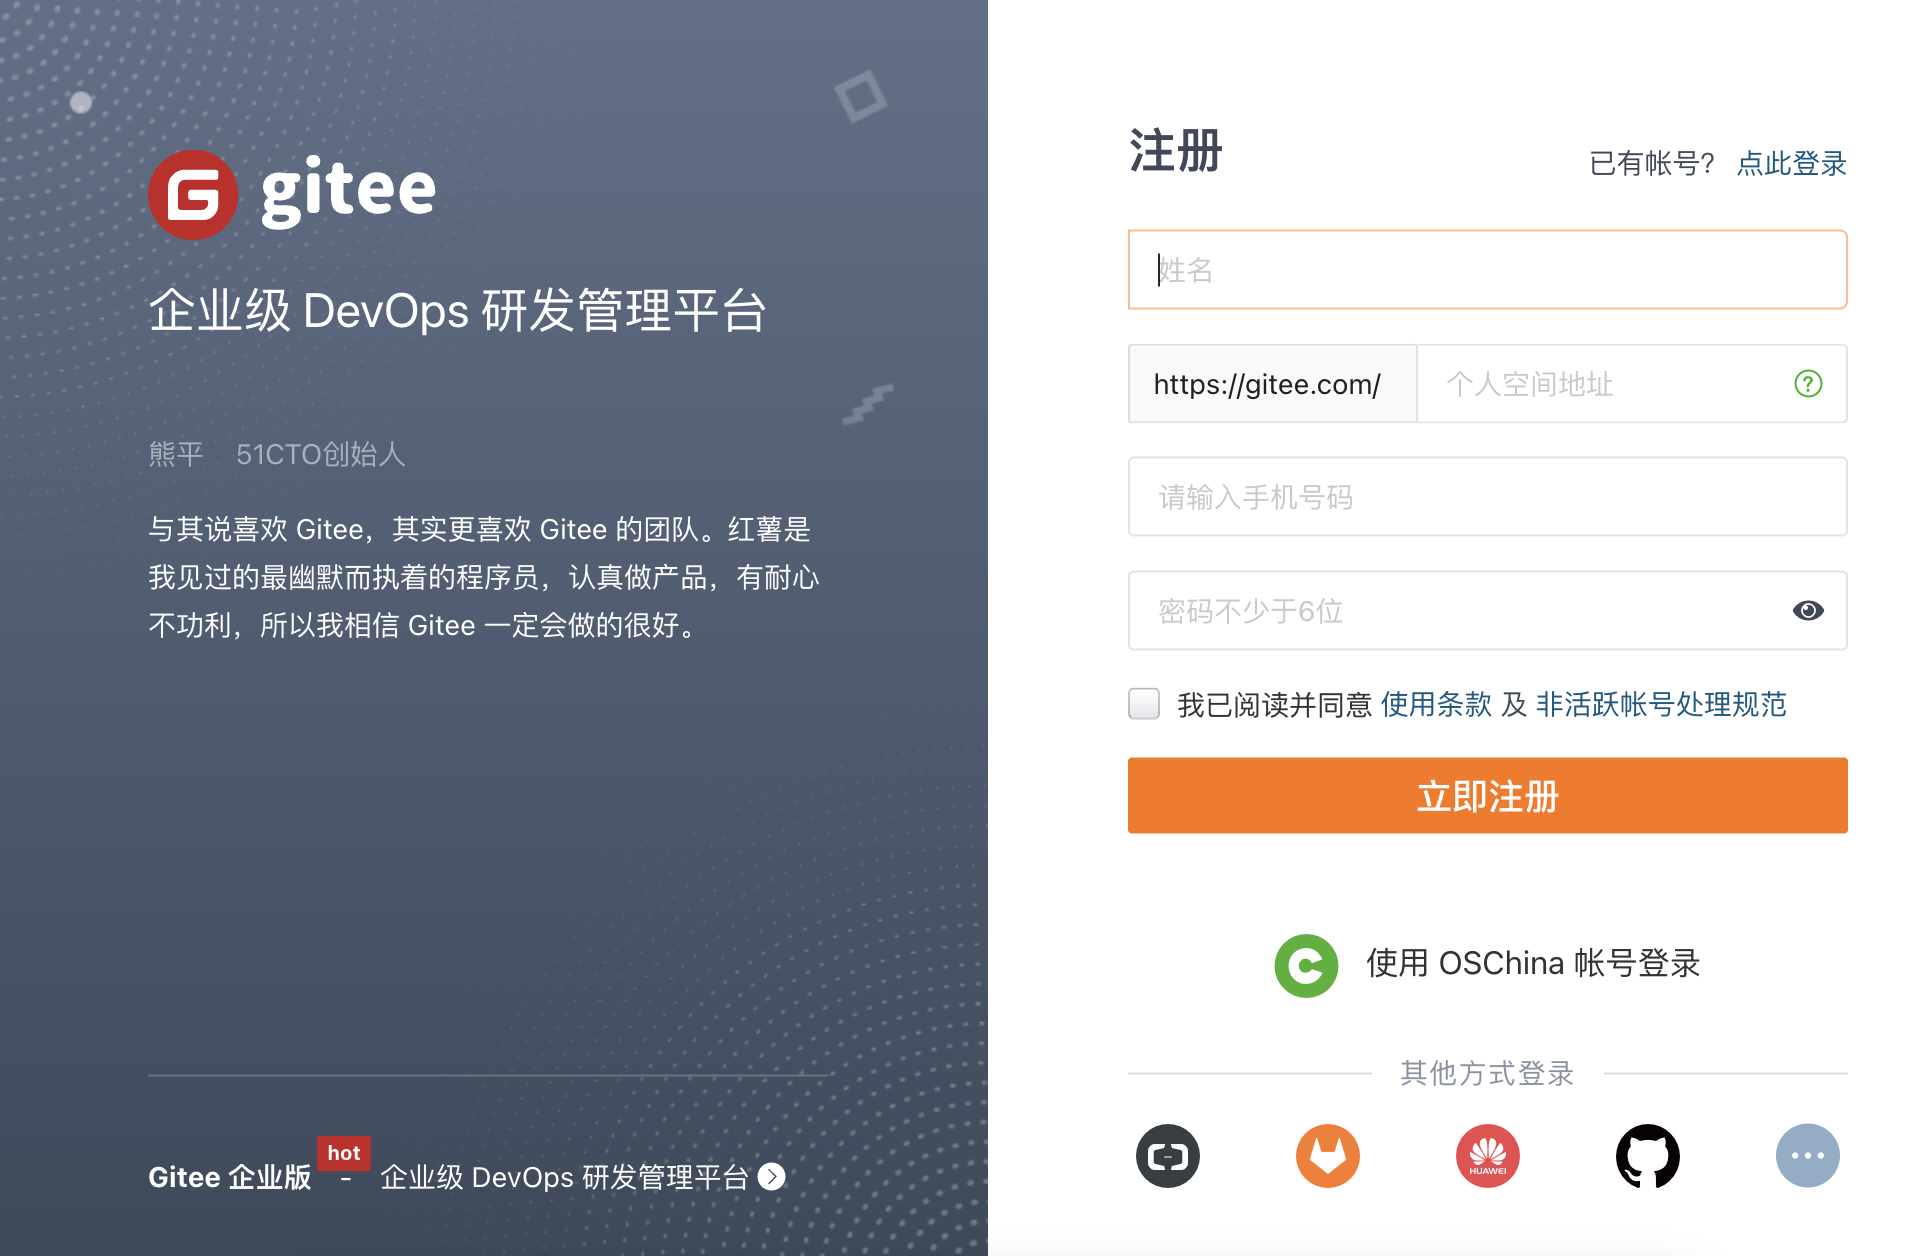 gitee
企业级 DevOps 研发管理平台
熊平 51CTO创始人
与其说喜欢 Gitee，其实更喜欢 Gitee 的团队。红薯是
我见过的最幽默而执着的程序员，认真做产品，有耐心
不功利，所以我相信 Gitee 一定会做的很好。
hot
Gitee 企业版 - 企业级 DevOps 研发管理平台
注册
已有帐号? 点此登录
姓名
https://gitee.com/ 个人空间地址
请输入手机号码
密码不少于6位
我已阅读并同意 使用条款 及 非活跃帐号处理规范
立即注册
使用 OSChina 帐号登录
其他方式登录
HUAWEI